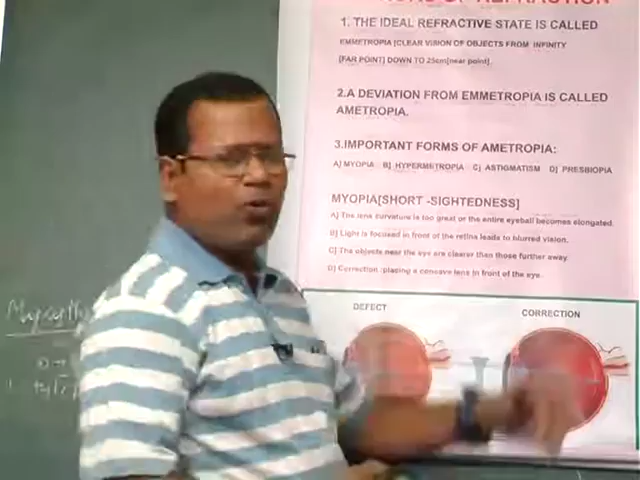 OF REFRACTION
1. THE IDEAL REFRACTIVE STATE IS CALLED
EMMETROPIA [CLEAR VISION OF OBJECTS FROM INFINITY
[FAR POINT] DOWN TO 25cm[near point].
2.A DEVIATION FROM EMMETROPIA IS CALLED
AMETROPIA.
3.IMPORTANT FORMS OF AMETROPIA:
A] MYOPIA B] HYPERMETROPIA C] ASTIGMATISM D] PRESBIOPIA
MYOPIA[SHORT -SIGHTEDNESS]
A] The lens curvature is too great or the entire eyeball becomes elongated.
B] Light is focused in front of the retina leads to blurred vision.
C] The objects near the eye are clearer than those further away.
D] Correction :placing a concave lens in front of the eye.
DEFECT
CORRECTION